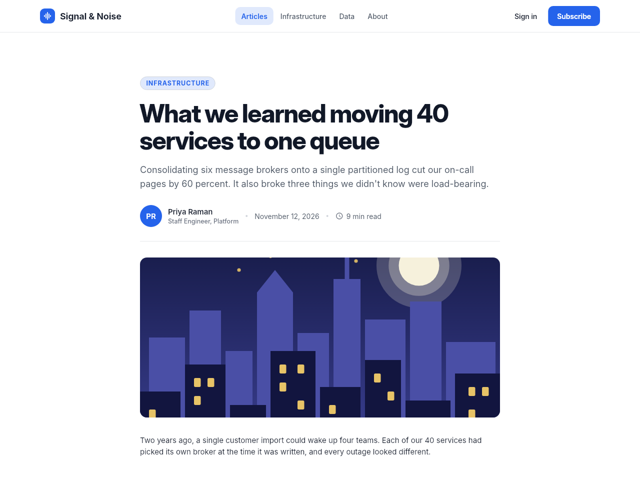 Signal & Noise
Articles
Infrastructure
Data
About
Sign in
Subscribe
INFRASTRUCTURE
What we learned moving 40
services to one queue
Consolidating six message brokers onto a single partitioned log cut our on-call
pages by 60 percent. It also broke three things we didn't know were load-bearing.
PR
Priya Raman
Staff Engineer, Platform
· November 12, 2026 · 9 min read
Two years ago, a single customer import could wake up four teams. Each of our 40 services had
picked its own broker at the time it was written, and every outage looked different.